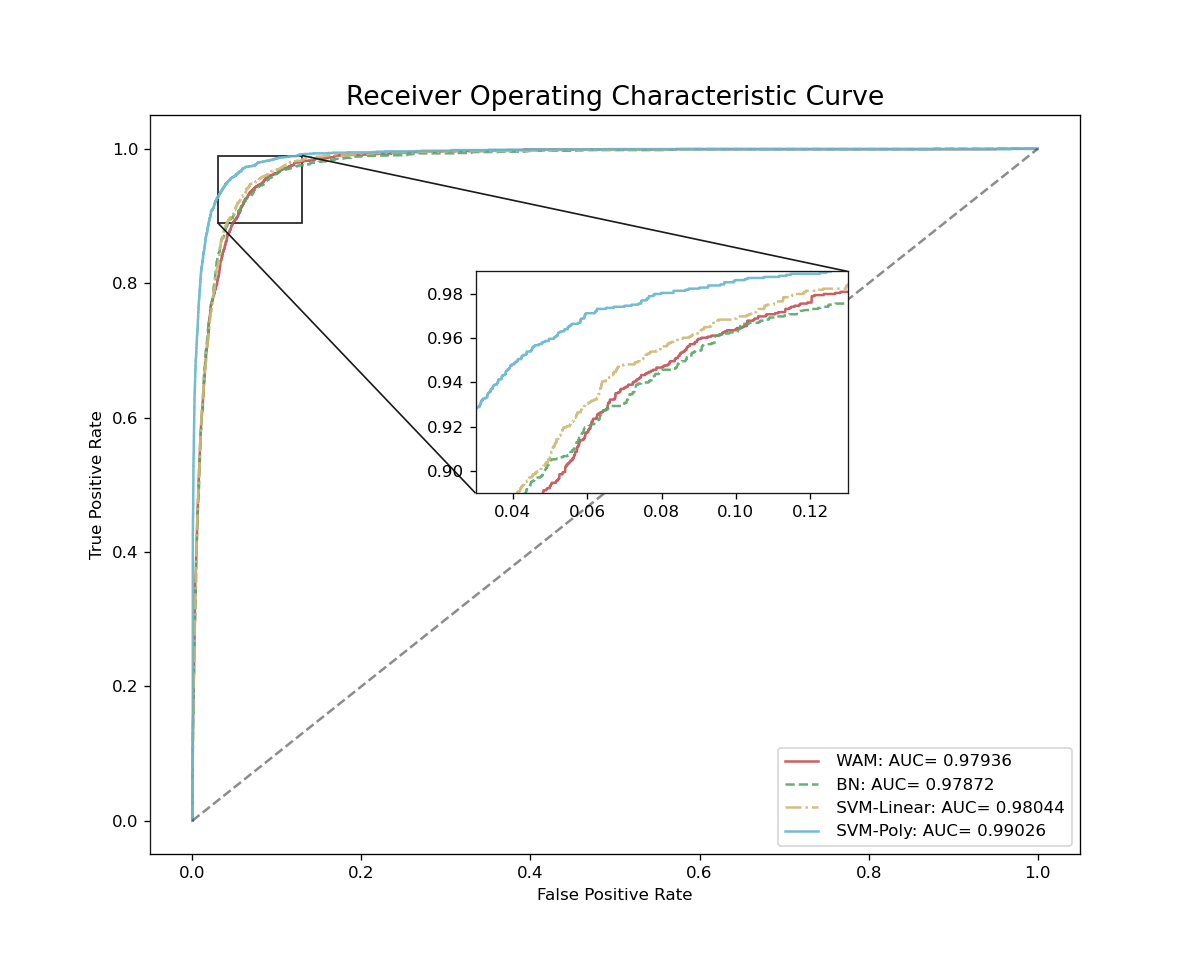 Receiver Operating Characteristic Curve
1.0
0.8
0.6
0.4
0.2
0.0
True Positive Rate
0.98
0.96
0.94
0.92
0.90
0.04 0.06 0.08 0.10 0.12
WAM: AUC= 0.97936
BN: AUC= 0.97872
SVM-Linear: AUC= 0.98044
SVM-Poly: AUC= 0.99026
0.0 0.2 0.4 0.6 0.8 1.0
False Positive Rate